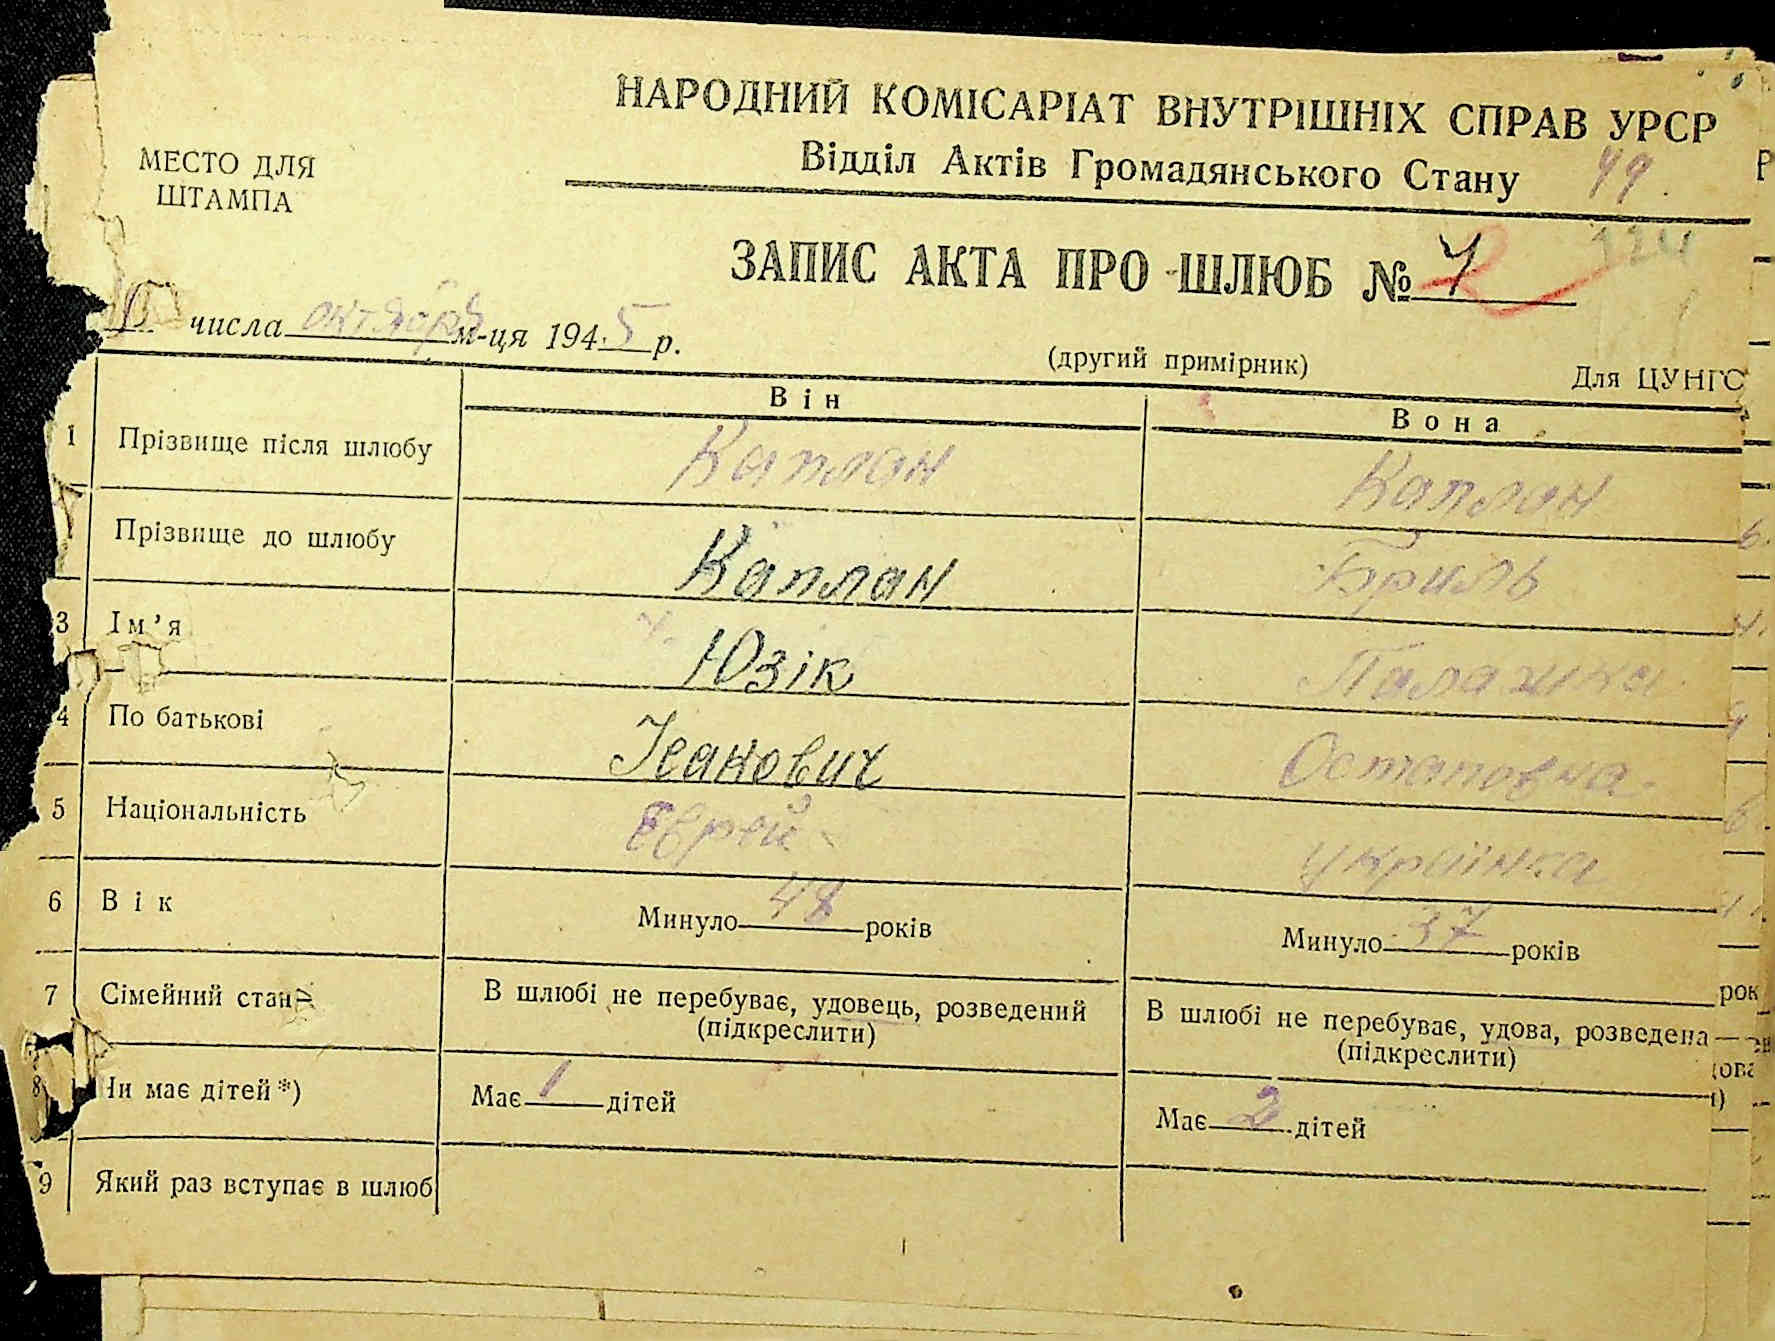 НАРОДНИЙ КОМІСАРІАТ ВНУТРІШНІХ СПРАВ УРСР
Відділ Актів Громадянського Стану 49.
МЕСТО ДЛЯ
ШТАМПА
ЗАПИС АКТА ПРО ШЛЮБ №
числа октября м-ця 1945 р.
(другий примірник)
Для ЦУНГО
Він Вона
1 Прізвище після шлюбу Каплан Каплан
Прізвище до шлюбу Каплан Бриль
3 Ім’я Юзік Палажка
4 По батькові Ісакович Остаповна
5 Національність Еврей українка
6 Вік Минуло 48 років Минуло 37 років
7 Сімейний стан В шлюбі не перебуває, удовець, розведений (підкреслити) В шлюбі не перебуває, удова, розведена (підкреслити)
8 Чи має дітей*) Має 1 дітей Має 2 дітей
9 Який раз вступає в шлюб